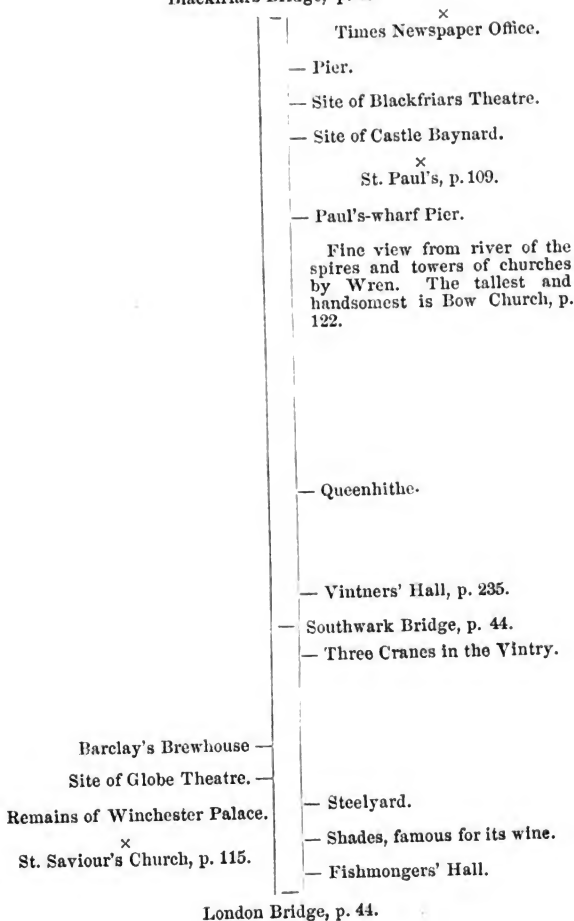 Times Newspaper Office.
Pier.
Site of Blackfriars Theatre.
Site of Castle Baynard.
St. Paul's, p. 109.
Paul's-wharf Pier.
Fine view from river of the
spires and towers of churches
by Wren. The tallest and
handsomest is Bow Church, p.
122.
Queenhithe.
Vintners' Hall, p. 235.
Southwark Bridge, p. 44.
Three Cranes in the Vintry.
Barclay's Brewhouse
Site of Globe Theatre.
Remains of Winchester Palace.
St. Saviour's Church, p. 115.
Steelyard.
Shades, famous for its wine.
Fishmongers' Hall.
London Bridge, p. 44.